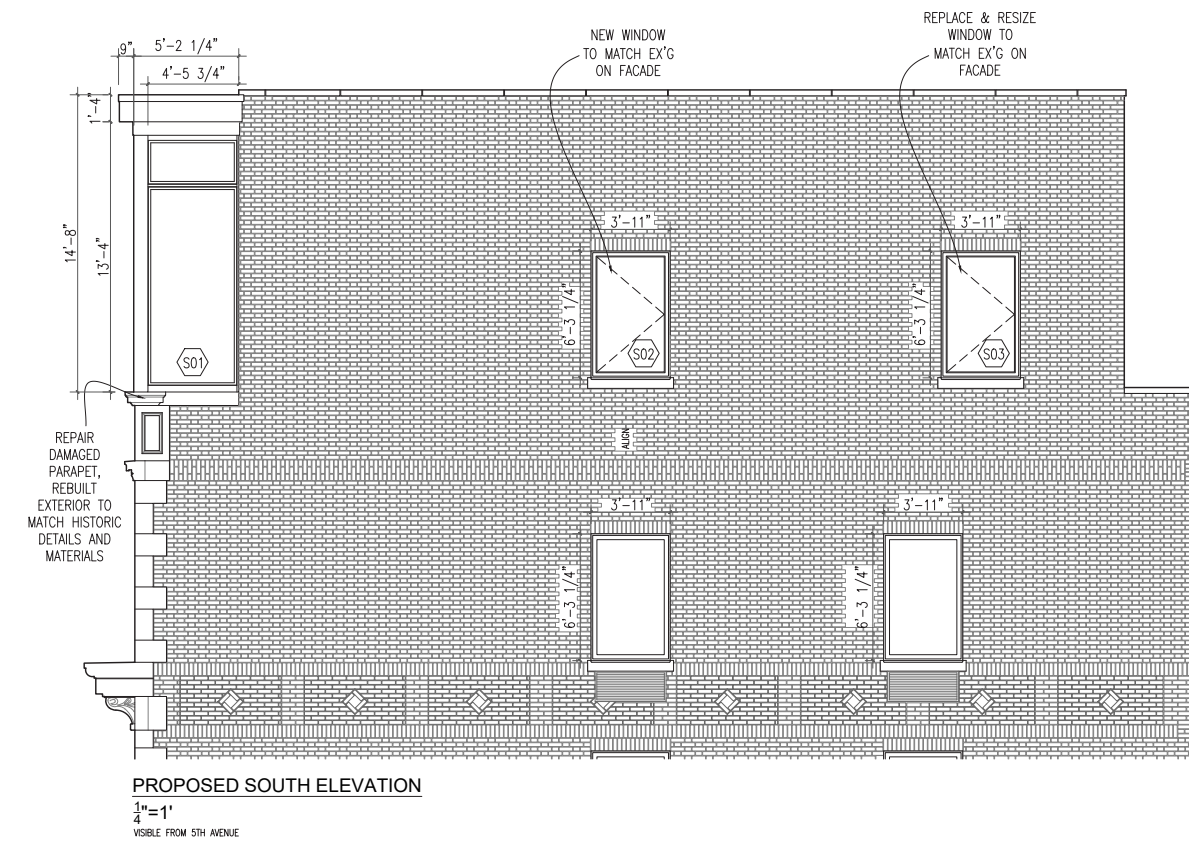 REPLACE & RESIZE
WINDOW TO
MATCH EX'G ON
FACADE
NEW WINDOW
TO MATCH EX'G
ON FACADE
9"
5'-2 1/4"
4'-5 3/4"
1'-4"
14'-8"
13'-4"
3'-11"
3'-11"
6'-3 1/4"
6'-3 1/4"
S01
S02
S03
REPAIR
DAMAGED
PARAPET,
REBUILT
EXTERIOR TO
MATCH HISTORIC
DETAILS AND
MATERIALS
ALIGN
3'-11"
3'-11"
6'-3 1/4"
6'-3 1/4"
PROPOSED SOUTH ELEVATION
1/4"=1'
VISIBLE FROM 5TH AVENUE